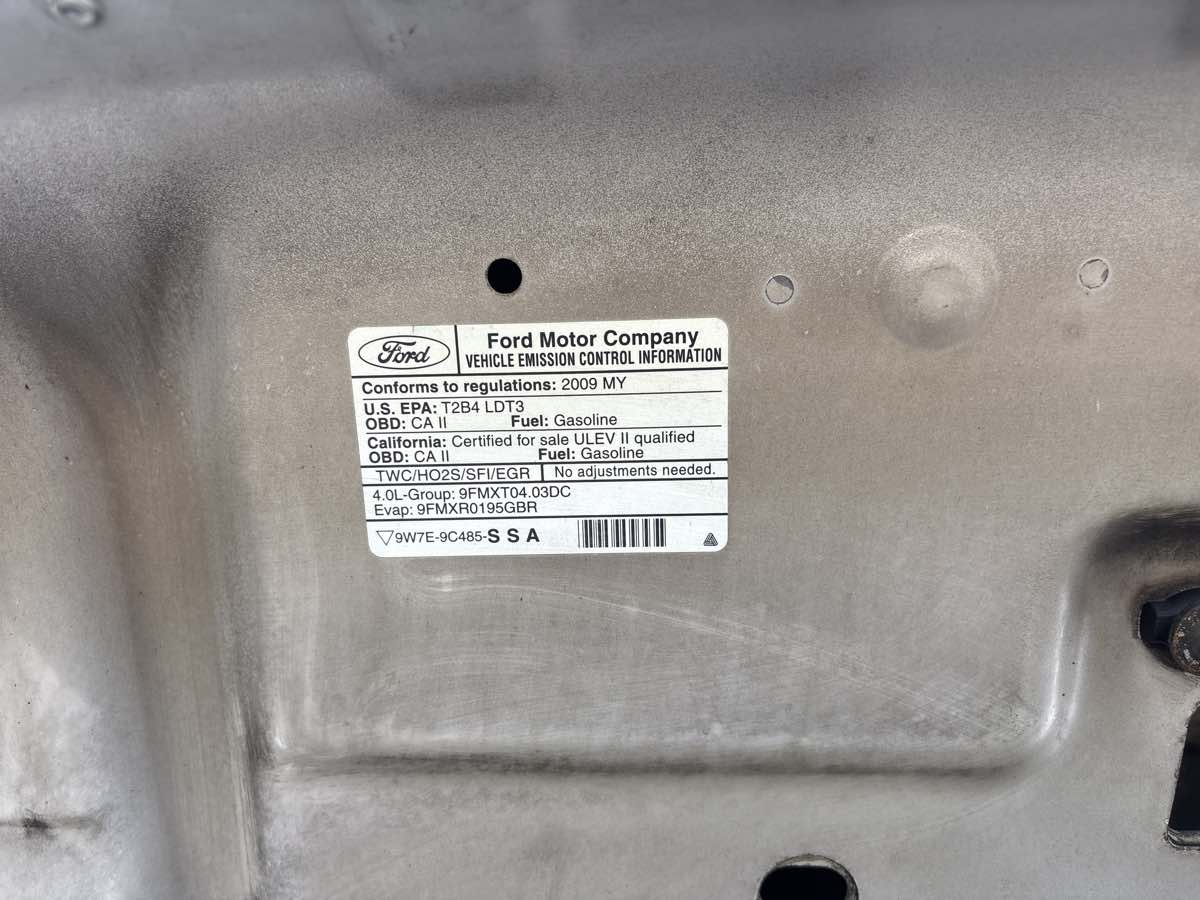 Ford
Ford Motor Company
VEHICLE EMISSION CONTROL INFORMATION
Conforms to regulations: 2009 MY
U.S. EPA: T2B4 LDT3
OBD: CA II Fuel: Gasoline
California: Certified for sale ULEV II qualified
OBD: CA II Fuel: Gasoline
TWC/HO2S/SFI/EGR No adjustments needed.
4.0L-Group: 9FMXT04.03DC
Evap: 9FMXR0195GBR
9W7E-9C485-S S A